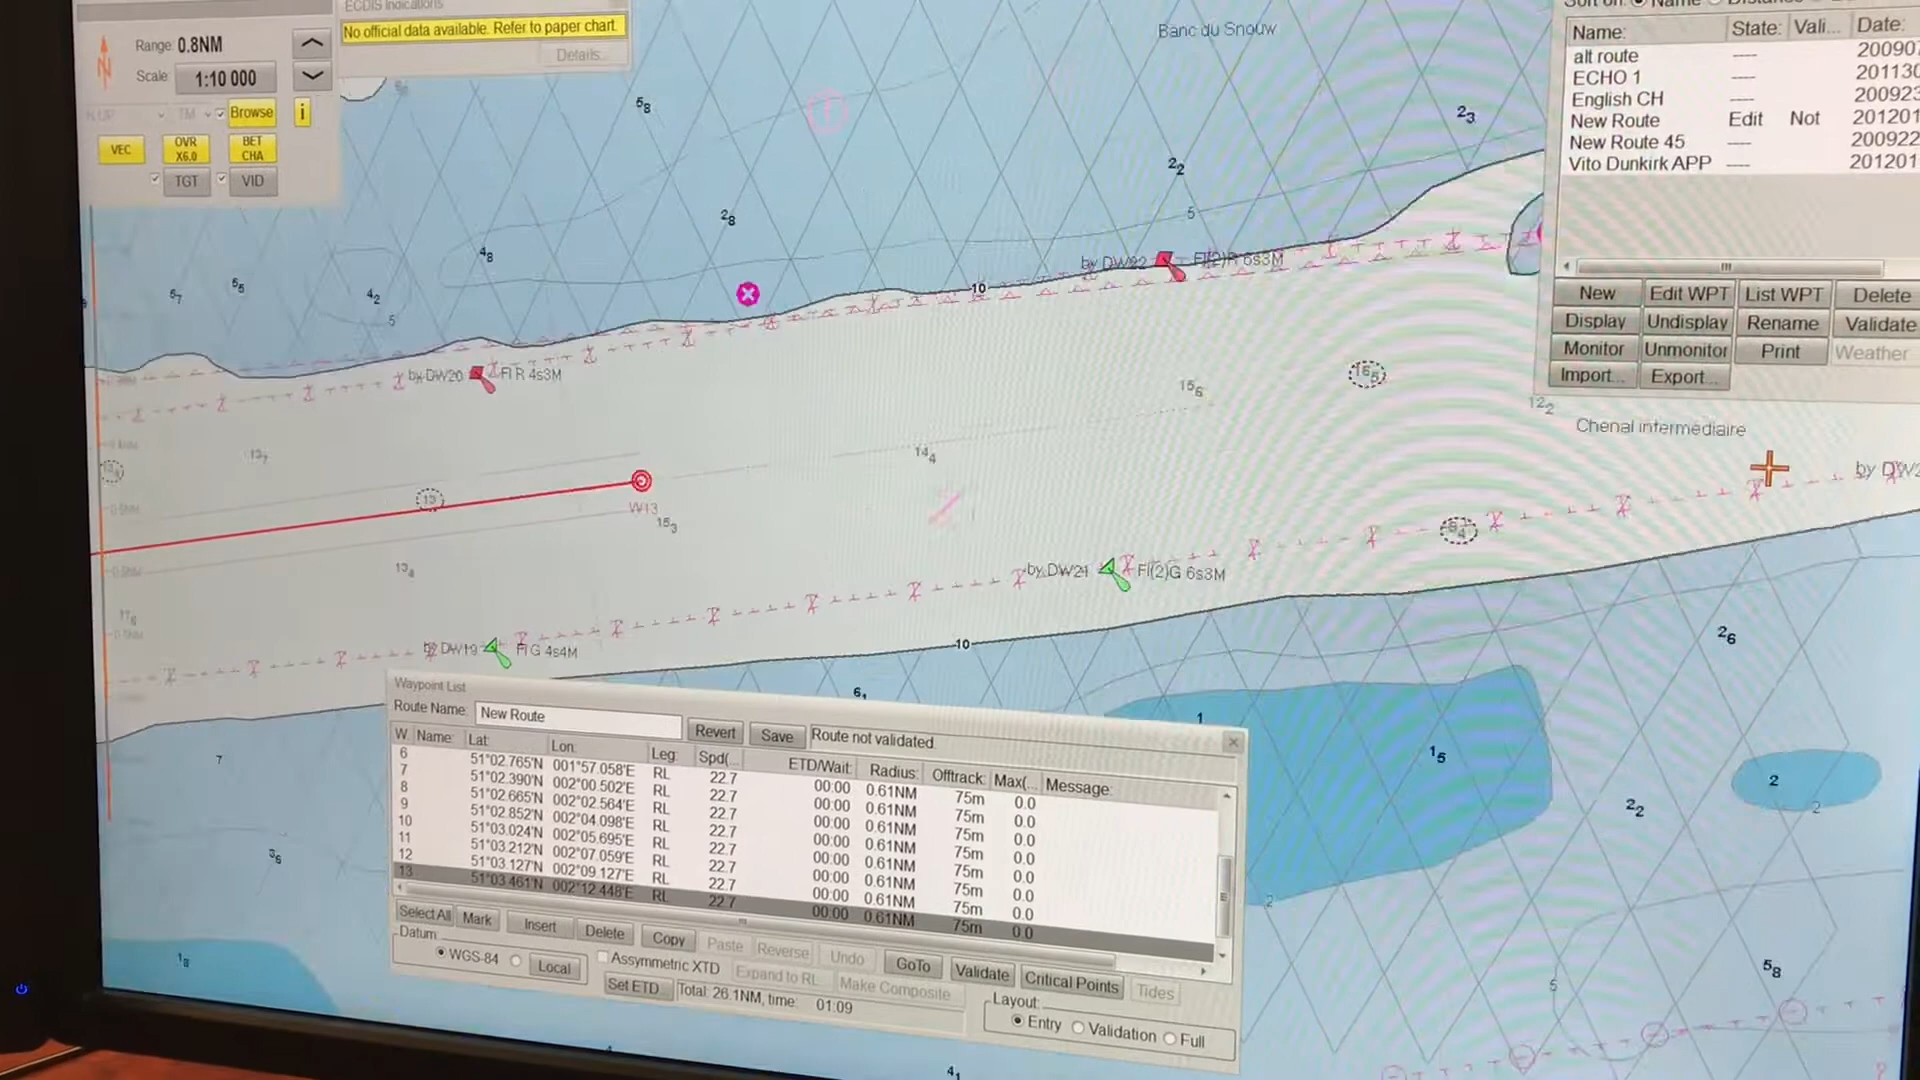 ECDIS Indications
No official data available. Refer to paper chart.
Details...
Range: 0.8NM
Scale 1:10 000
N UP
TM
Browse
i
VEC
OVR X6.0
BET CHA
TGT
VID
Banc du Snouw
Sort on: Name Distance
Name: State: Vali... Date:
alt route ----
ECHO 1 ----
English CH ----
New Route Edit Not
New Route 45 ----
Vito Dunkirk APP ----
New Edit WPT List WPT Delete
Display Undisplay Rename Validate
Monitor Unmonitor Print Weather
Import... Export...
Chenal intermédiaire
by DW22 Fl(2)R 6s3M
by DW20 Fl R 4s3M
W13
by DW21 Fl(2)G 6s3M
by DW19 Fl G 4s4M
10
10
Waypoint List
Route Name: New Route Revert Save Route not validated.
W. Name: Lat: Lon: Leg: Spd(... ETD/Wait: Radius: Offtrack: Max(... Message:
6 51°02.765'N 001°57.058'E RL 22.7 00:00 0.61NM 75m 0.0
7 51°02.390'N 002°00.502'E RL 22.7 00:00 0.61NM 75m 0.0
8 51°02.665'N 002°02.564'E RL 22.7 00:00 0.61NM 75m 0.0
9 51°02.852'N 002°04.098'E RL 22.7 00:00 0.61NM 75m 0.0
10 51°03.024'N 002°05.695'E RL 22.7 00:00 0.61NM 75m 0.0
11 51°03.212'N 002°07.059'E RL 22.7 00:00 0.61NM 75m 0.0
12 51°03.127'N 002°09.127'E RL 22.7 00:00 0.61NM 75m 0.0
13 51°03.461'N 002°12.448'E RL 22.7 00:00 0.61NM 75m 0.0
Select All Mark Insert Delete Copy Paste Reverse Undo GoTo Validate Critical Points Tides
Datum
WGS-84 Local
Assymmetric XTD Expand to RL Make Composite
Set ETD... Total: 26.1NM, time: 01:09
Layout:
Entry Validation Full